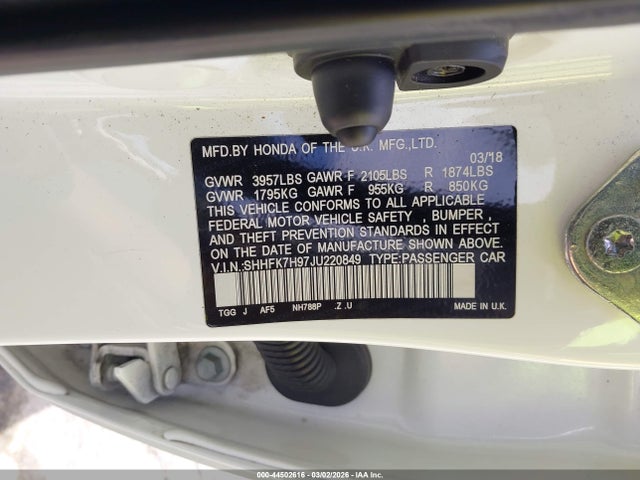 MFD.BY HONDA OF THE U.K. MFG.,LTD.
03/18
GVWR 3957LBS GAWR F 2105LBS R 1874LBS
GVWR 1795KG GAWR F 955KG R 850KG
THIS VEHICLE CONFORMS TO ALL APPLICABLE
FEDERAL MOTOR VEHICLE SAFETY , BUMPER ,
AND THEFT PREVENTION STANDARDS IN EFFECT
ON THE DATE OF MANUFACTURE SHOWN ABOVE.
V.I.N:SHHFK7H97JU220849 TYPE:PASSENGER CAR
TGG J AF5 NH788P .Z .U MADE IN U.K.
000-44502616 - 03/02/2026 - IAAI, Inc.